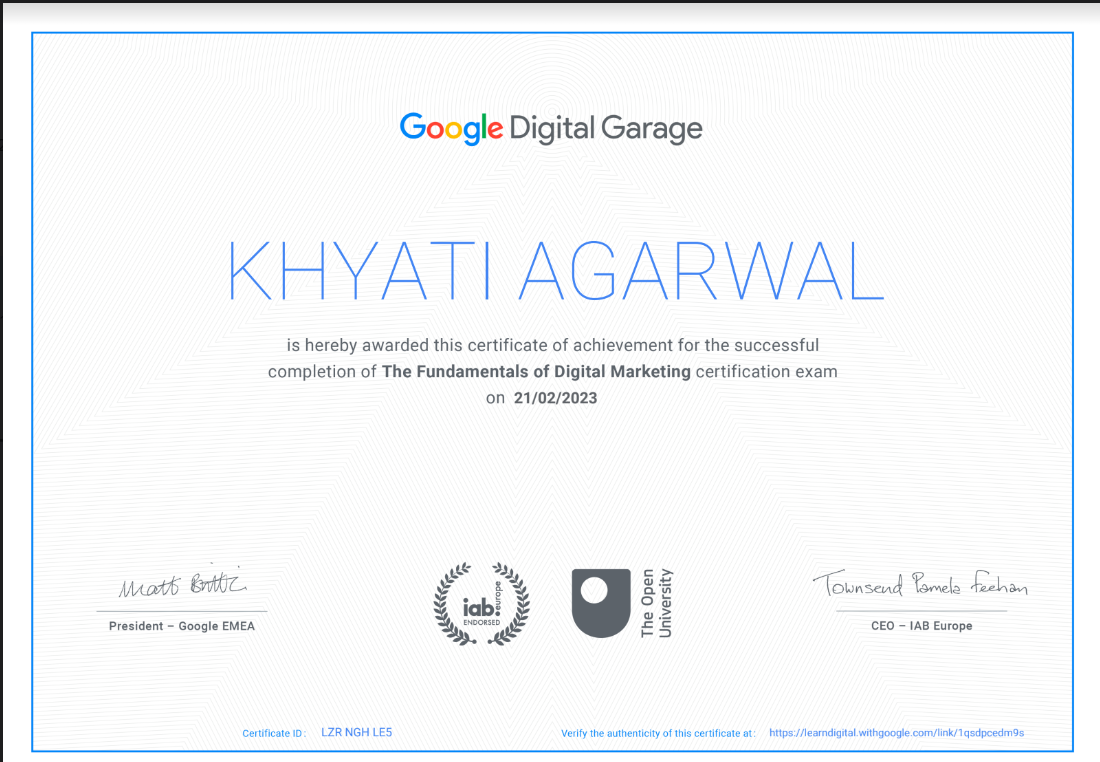 Google Digital Garage
KHYATI AGARWAL
is hereby awarded this certificate of achievement for the successful
completion of The Fundamentals of Digital Marketing certification exam
on 21/02/2023
Matt Brittin
President – Google EMEA
iab europe
ENDORSED
The Open
University
Townsend Pamela Feehan
CEO – IAB Europe
Certificate ID : LZR NGH LE5
Verify the authenticity of this certificate at : https://learndigital.withgoogle.com/link/1qsdpcedm9s